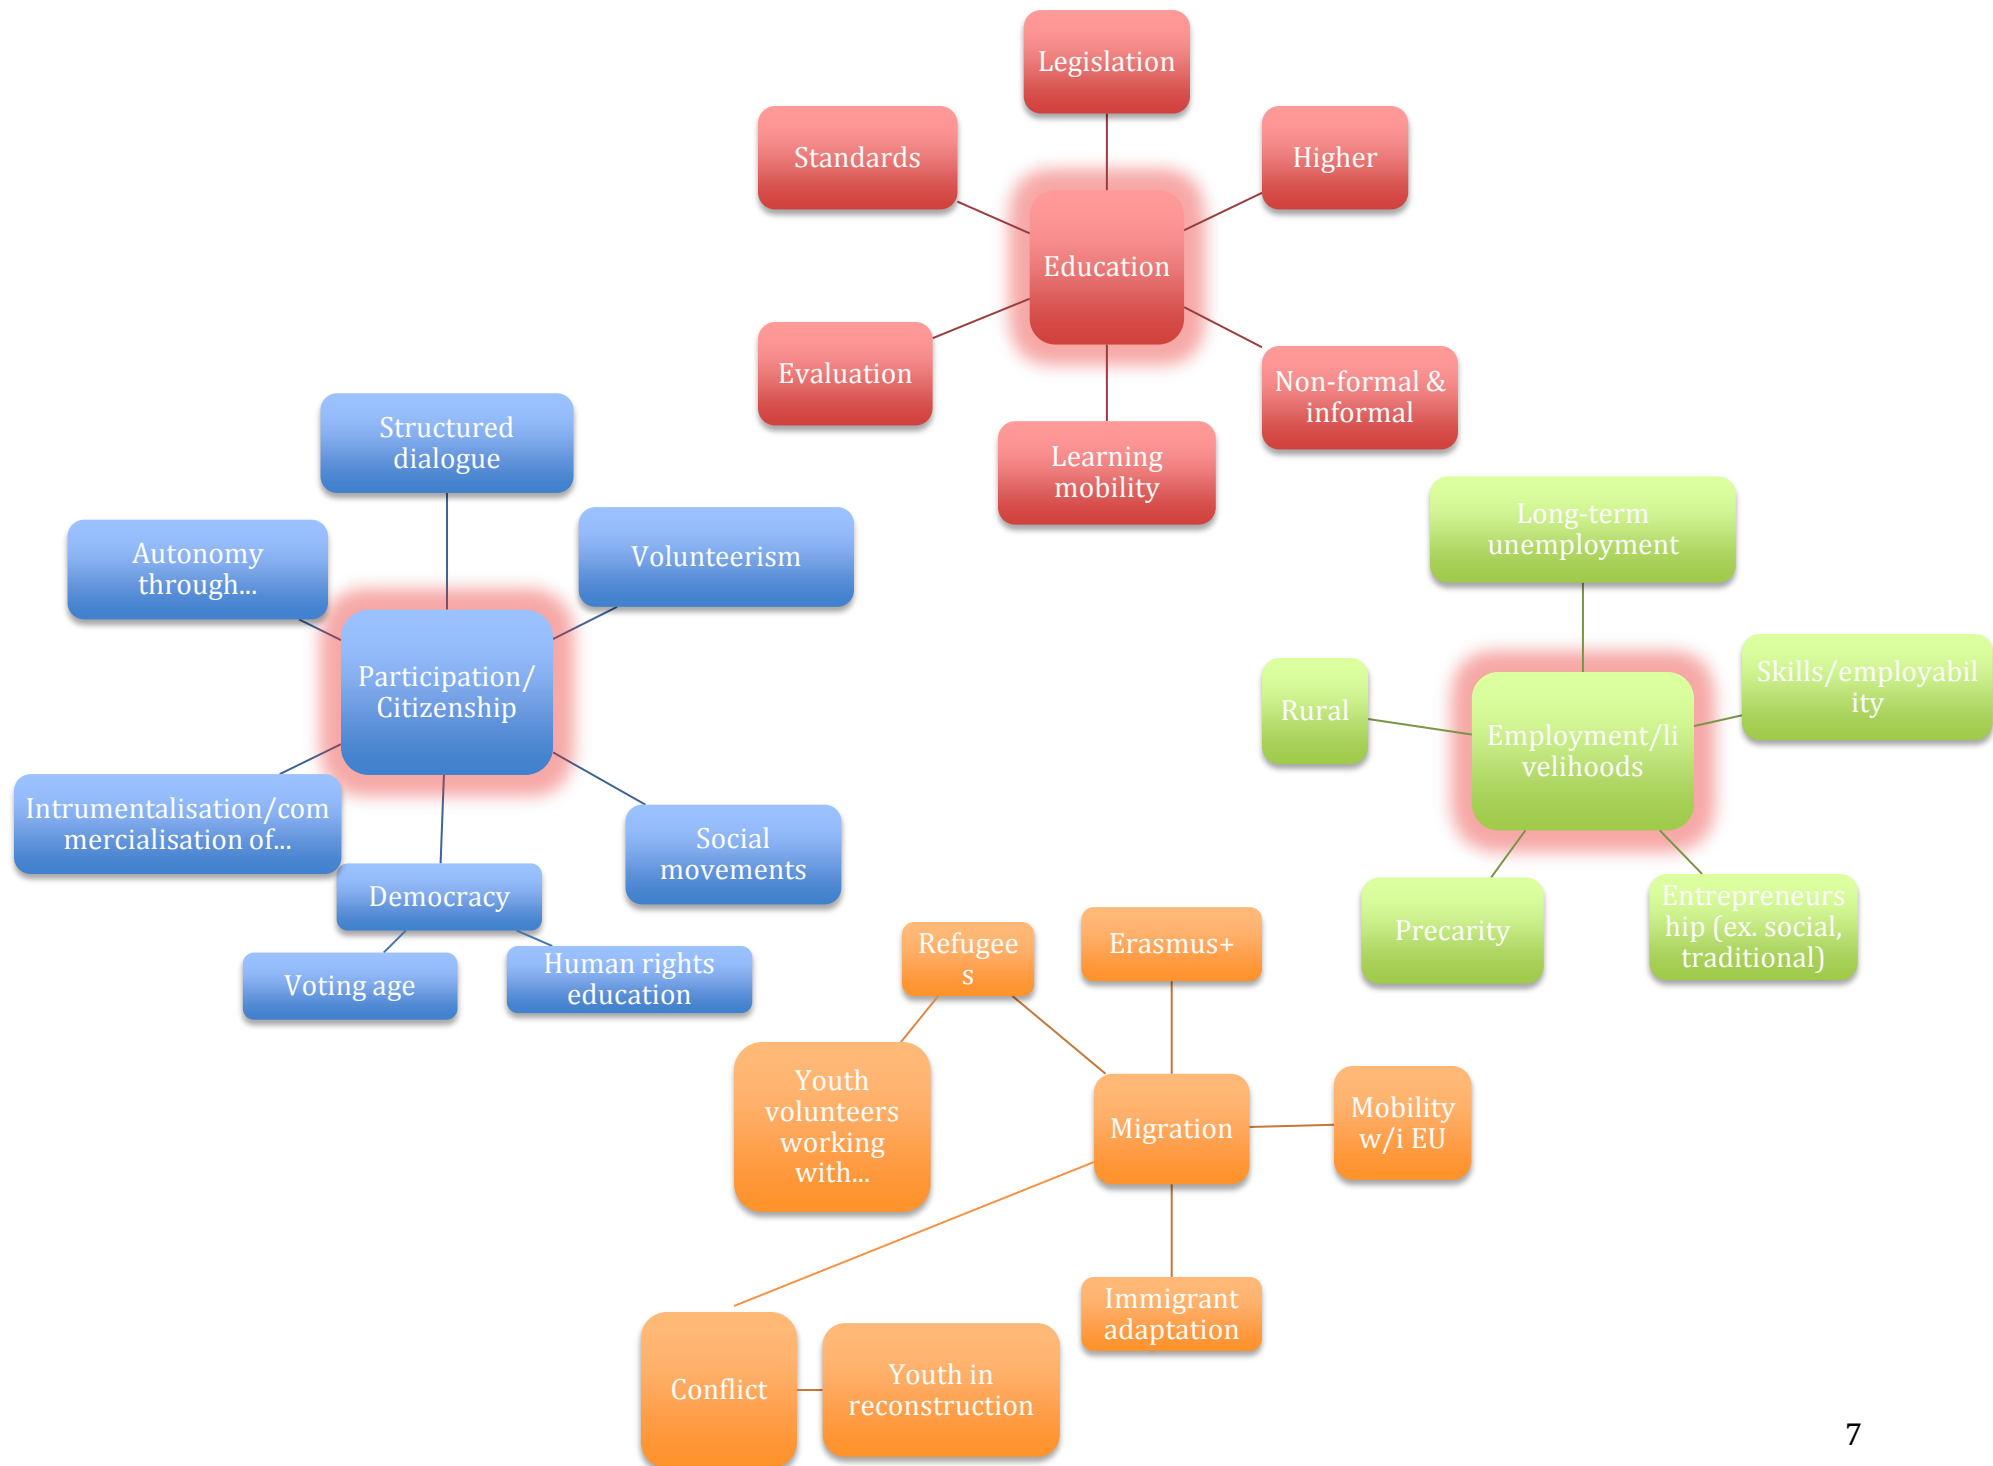 Legislation
Standards
Higher
Education
Evaluation
Non-formal &
informal
Learning
mobility
Structured
dialogue
Autonomy
through...
Volunteerism
Participation/
Citizenship
Intrumentalisation/com
mercialisation of...
Social
movements
Democracy
Voting age
Human rights
education
Long-term
unemployment
Rural
Skills/employabil
ity
Employment/li
velihoods
Precarity
Entrepreneurs
hip (ex. social,
traditional)
Refugee
s
Erasmus+
Youth
volunteers
working
with...
Migration
Mobility
w/i EU
Immigrant
adaptation
Conflict
Youth in
reconstruction
7